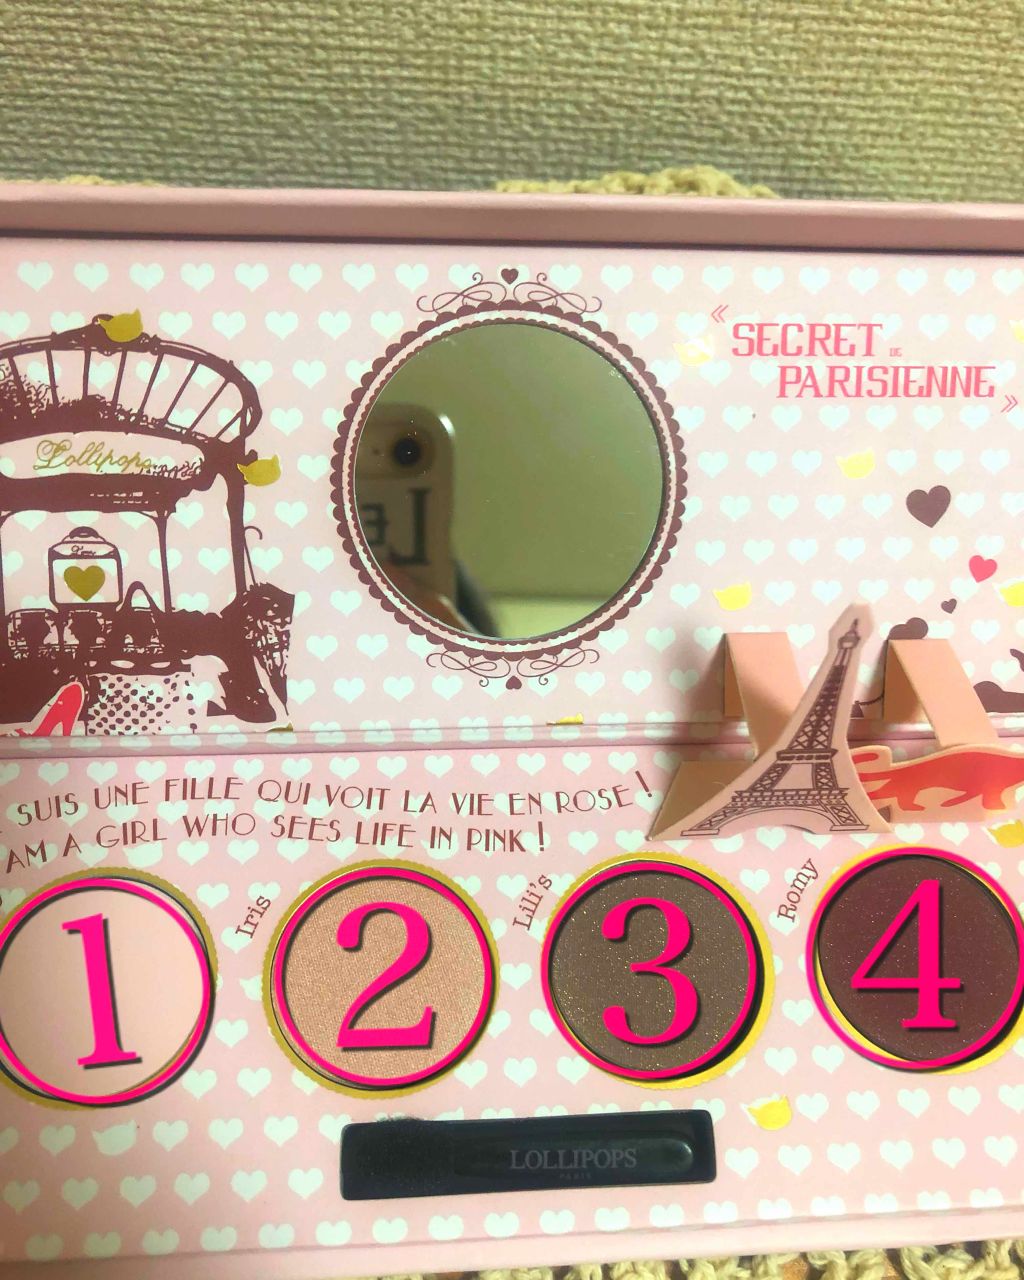 « SECRET DE
PARISIENNE »
Lollipops
SUIS UNE FILLE QUI VOIT LA VIE EN ROSE !
AM A GIRL WHO SEES LIFE IN PINK !
Iris
Lili's
Romy
1
2
3
4
LOLLIPOPS
PARIS